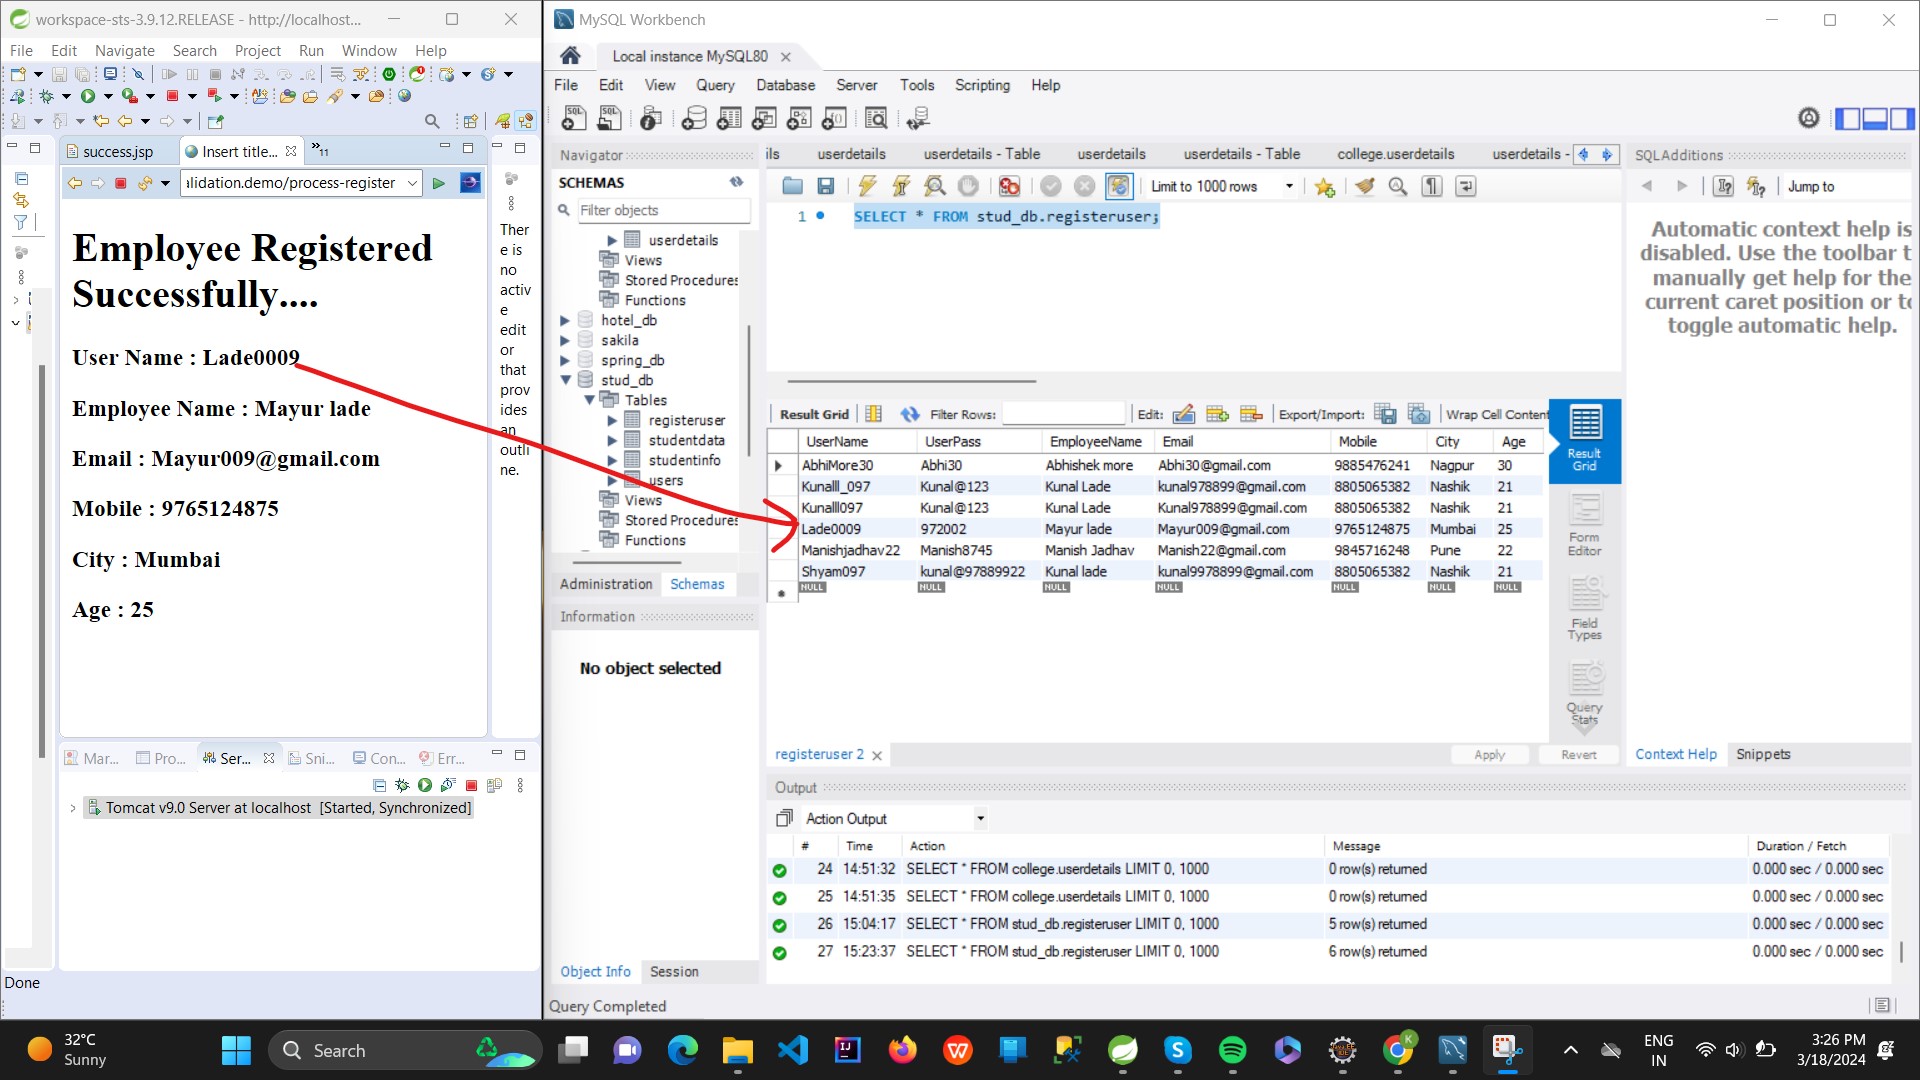 workspace-sts-3.9.12.RELEASE - http://localhost...
File Edit Navigate Search Project Run Window Help
success.jsp
Insert title...
»11
alidation.demo/process-register
Employee Registered
Successfully....
User Name : Lade0009
Employee Name : Mayur lade
Email : Mayur009@gmail.com
Mobile : 9765124875
City : Mumbai
Age : 25
Ther
e is
no
activ
e
edit
or
that
prov
ides
an
outli
ne.
Mar...
Pro...
Ser...
Sni...
Con...
Err...
Tomcat v9.0 Server at localhost [Started, Synchronized]
Done
MySQL Workbench
Local instance MySQL80
File Edit View Query Database Server Tools Scripting Help
Navigator
SCHEMAS
Filter objects
userdetails
Views
Stored Procedures
Functions
hotel_db
sakila
spring_db
stud_db
Tables
registeruser
studentdata
studentinfo
users
Views
Stored Procedures
Functions
Administration Schemas
Information
No object selected
Object Info Session
Query Completed
ils userdetails userdetails - Table userdetails userdetails - Table college.userdetails userdetails -
Limit to 1000 rows
1 SELECT * FROM stud_db.registeruser;
Result Grid Filter Rows: Edit: Export/Import: Wrap Cell Content
UserName UserPass EmployeeName Email Mobile City Age
AbhiMore30 Abhi30 Abhishek more Abhi30@gmail.com 9885476241 Nagpur 30
Kunalll_097 Kunal@123 Kunal Lade kunal978899@gmail.com 8805065382 Nashik 21
Kunalll097 Kunal@123 Kunal Lade Kunal978899@gmail.com 8805065382 Nashik 21
Lade0009 972002 Mayur lade Mayur009@gmail.com 9765124875 Mumbai 25
Manishjadhav22 Manish8745 Manish Jadhav Manish22@gmail.com 9845716248 Pune 22
Shyam097 kunal@97889922 Kunal lade kunal9978899@gmail.com 8805065382 Nashik 21
NULL NULL NULL NULL NULL NULL NULL
Result
Grid
Form
Editor
Field
Types
Query
Stats
registeruser 2
Apply Revert
SQLAdditions
Jump to
Automatic context help is
disabled. Use the toolbar t
manually get help for the
current caret position or to
toggle automatic help.
Context Help Snippets
Output
Action Output
# Time Action Message Duration / Fetch
24 14:51:32 SELECT * FROM college.userdetails LIMIT 0, 1000 0 row(s) returned 0.000 sec / 0.000 sec
25 14:51:35 SELECT * FROM college.userdetails LIMIT 0, 1000 0 row(s) returned 0.000 sec / 0.000 sec
26 15:04:17 SELECT * FROM stud_db.registeruser LIMIT 0, 1000 5 row(s) returned 0.000 sec / 0.000 sec
27 15:23:37 SELECT * FROM stud_db.registeruser LIMIT 0, 1000 6 row(s) returned 0.000 sec / 0.000 sec
32°C
Sunny
Search
ENG
IN
3:26 PM
3/18/2024